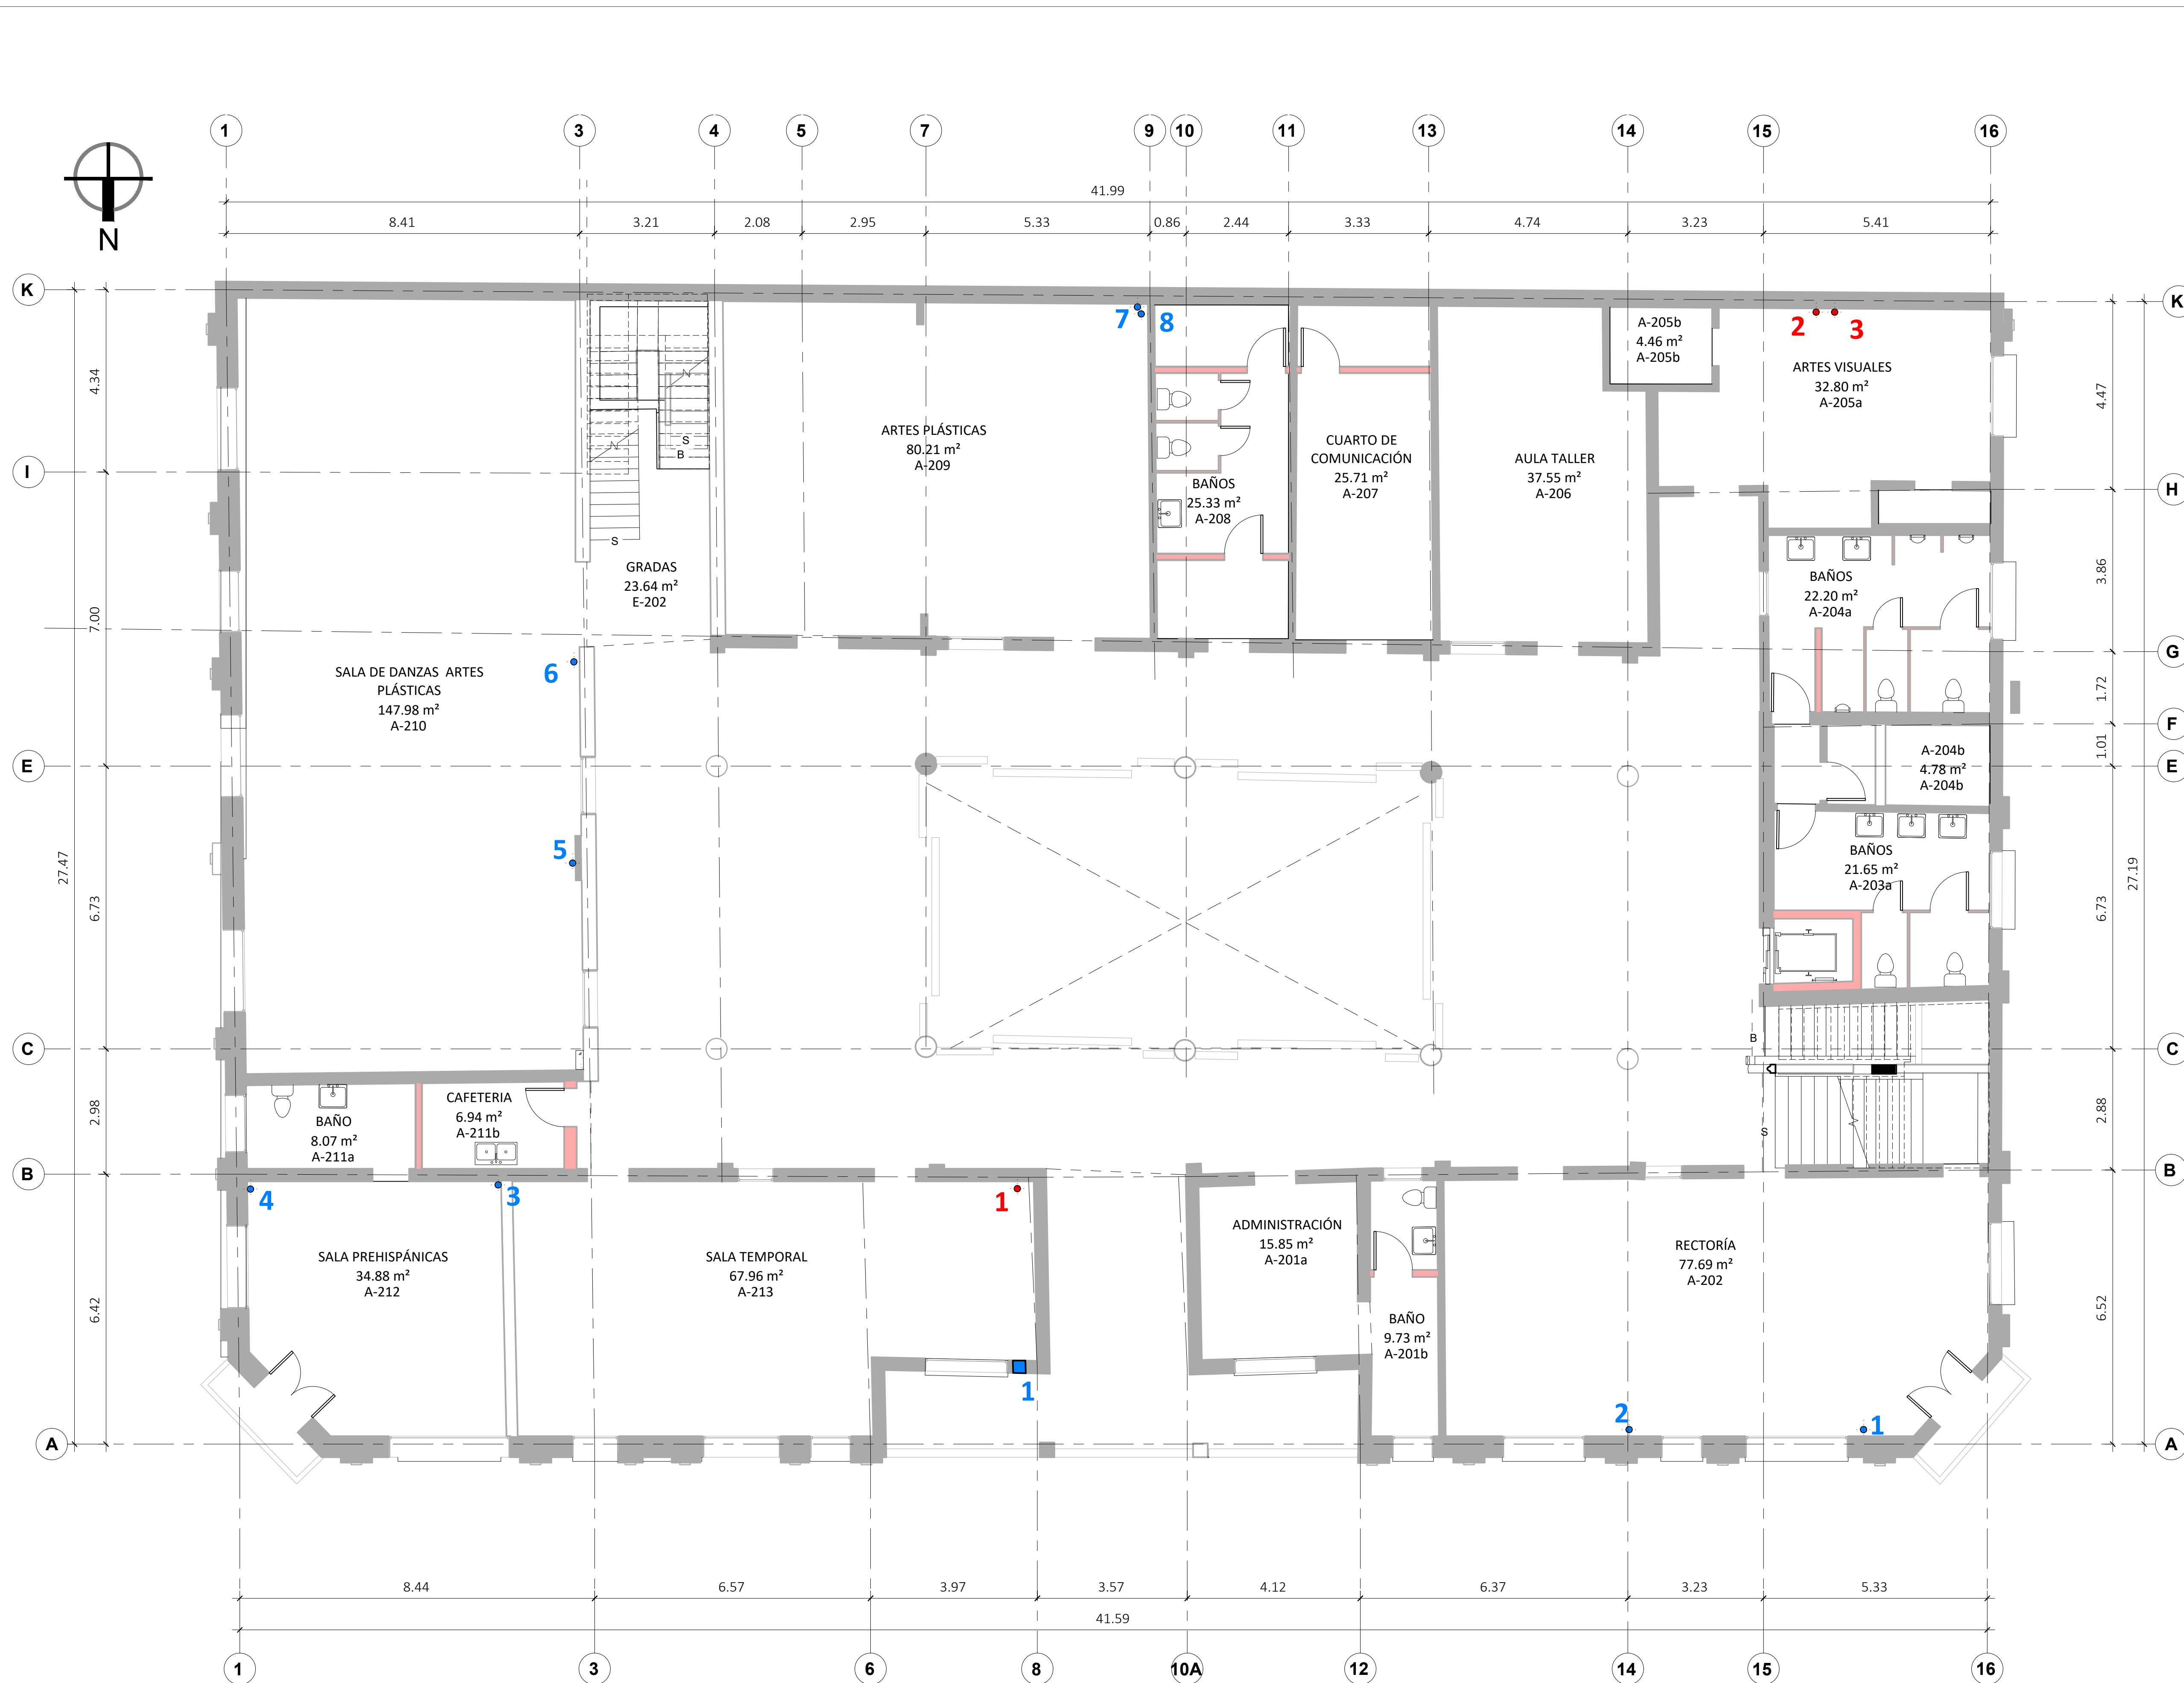 1 3 4 5 7 9 10 11 13 14 15 16
N
41.99
8.41 3.21 2.08 2.95 5.33 0.86 2.44 3.33 4.74 3.23 5.41
K
K
2 3
7 8
A-205b
4.46 m²
A-205b
ARTES VISUALES
32.80 m²
A-205a
4.34
4.47
ARTES PLÁSTICAS
80.21 m²
A-209
CUARTO DE
COMUNICACIÓN
25.71 m²
A-207
AULA TALLER
37.55 m²
A-206
S
B
I
H
BAÑOS
25.33 m²
A-208
S
GRADAS
23.64 m²
E-202
BAÑOS
22.20 m²
A-204a
3.86
7.00
G
6
SALA DE DANZAS ARTES
PLÁSTICAS
147.98 m²
A-210
1.72
F
1.01
E
E
A-204b
4.78 m²
A-204b
5
BAÑOS
21.65 m²
A-203a
27.47
27.19
6.73
6.73
C
B
C
BAÑO
8.07 m²
A-211a
CAFETERIA
6.94 m²
A-211b
2.98
2.88
S
B
B
4
3
1
SALA PREHISPÁNICAS
34.88 m²
A-212
SALA TEMPORAL
67.96 m²
A-213
ADMINISTRACIÓN
15.85 m²
A-201a
RECTORÍA
77.69 m²
A-202
BAÑO
9.73 m²
A-201b
6.42
6.52
1
2
1
A
A
8.44 6.57 3.97 3.57 4.12 6.37 3.23 5.33
41.59
1 3 6 8 10A 12 14 15 16